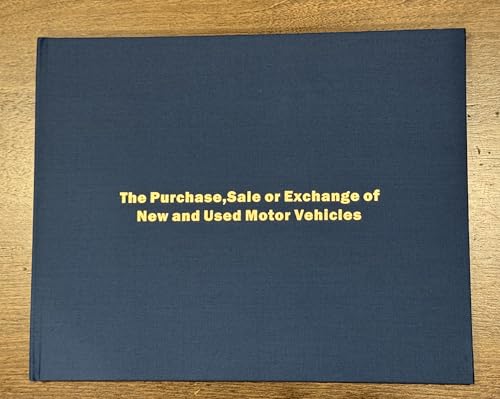 The Purchase,Sale or Exchange of
New and Used Motor Vehicles